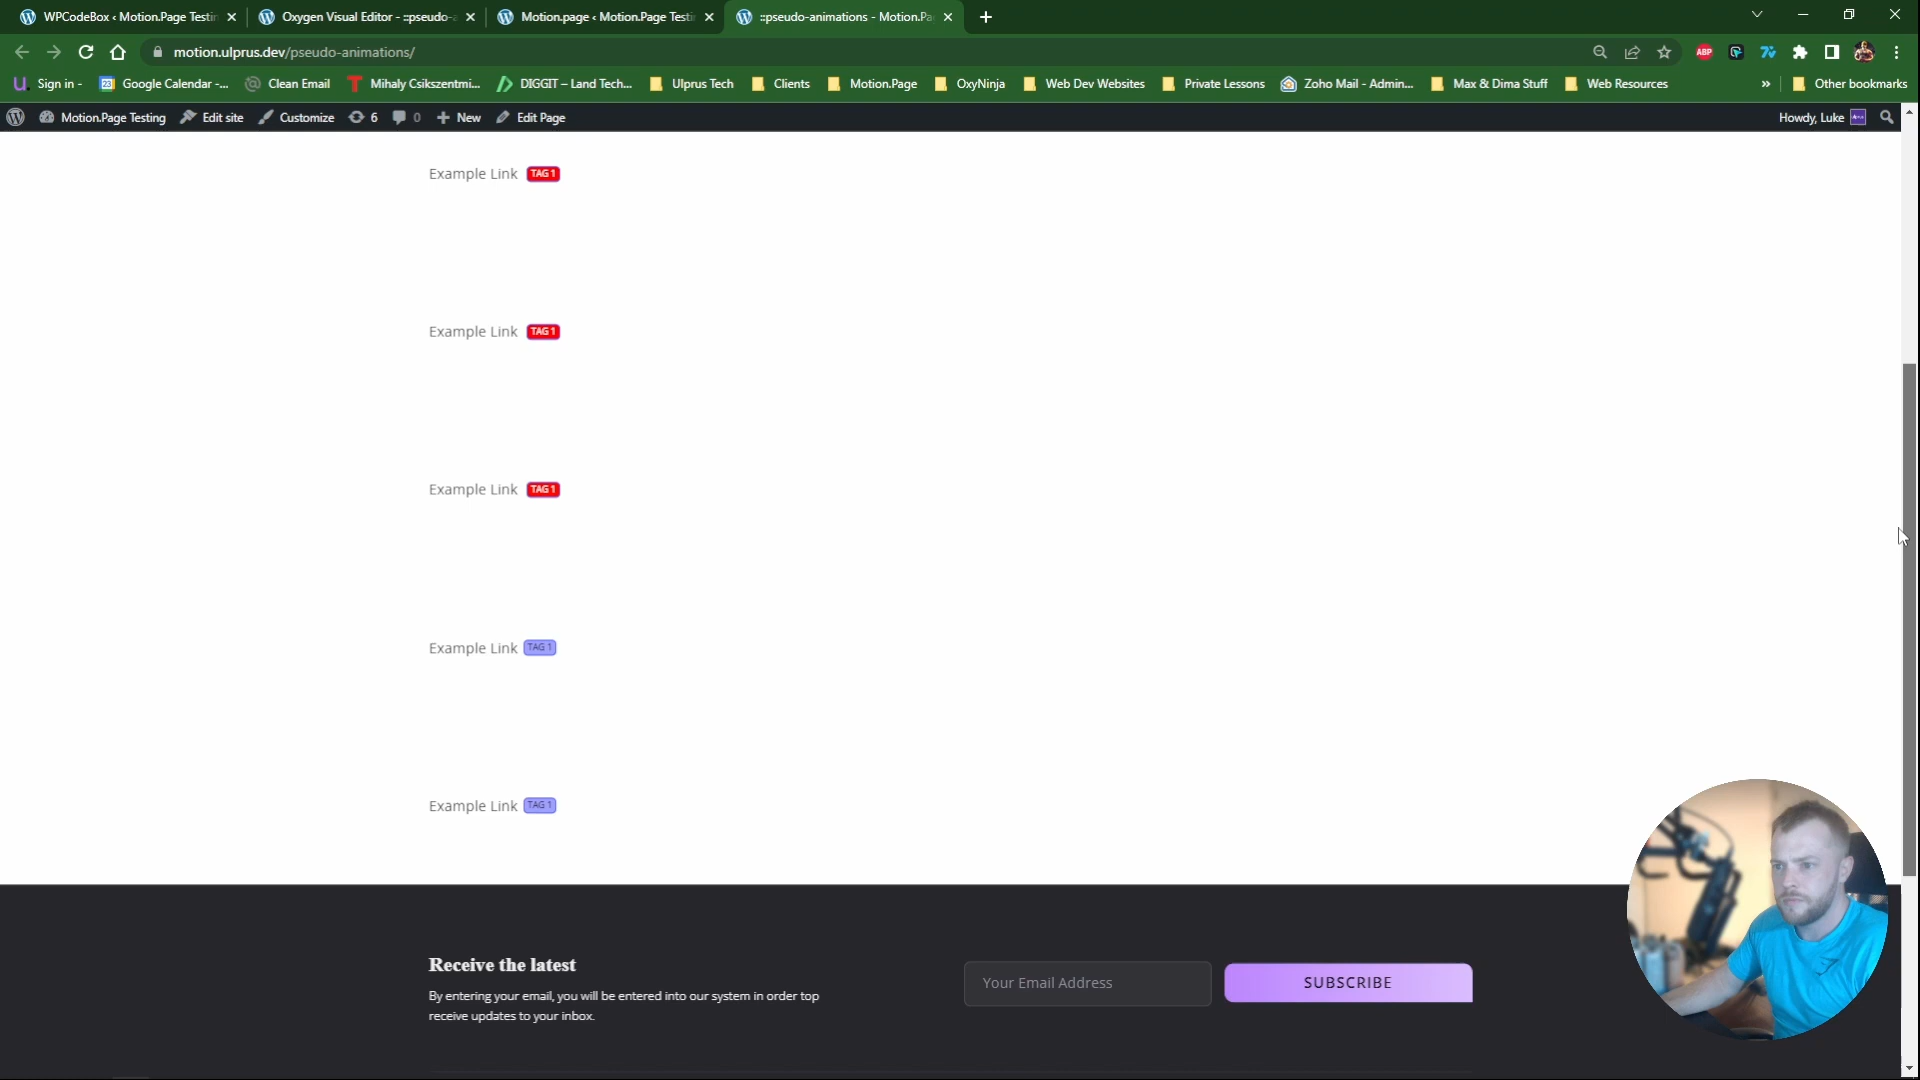 WPCodeBox ‹ Motion.Page Testin
Oxygen Visual Editor - ::pseudo-a
Motion.page ‹ Motion.Page Testi
::pseudo-animations - Motion.Pa
motion.ulprus.dev/pseudo-animations/
ABP
Sign in -
23 Google Calendar -...
Clean Email
Mihaly Csikszentmi...
DIGGIT – Land Tech...
Ulprus Tech
Clients
Motion.Page
OxyNinja
Web Dev Websites
Private Lessons
Zoho Mail - Admin...
Max & Dima Stuff
Web Resources
»
Other bookmarks
Motion.Page Testing
Edit site
Customize
6
0
New
Edit Page
Howdy, Luke
Example Link TAG 1
Example Link TAG 1
Example Link TAG 1
Example Link TAG 1
Example Link TAG 1
Receive the latest
By entering your email, you will be entered into our system in order top
receive updates to your inbox.
Your Email Address
SUBSCRIBE